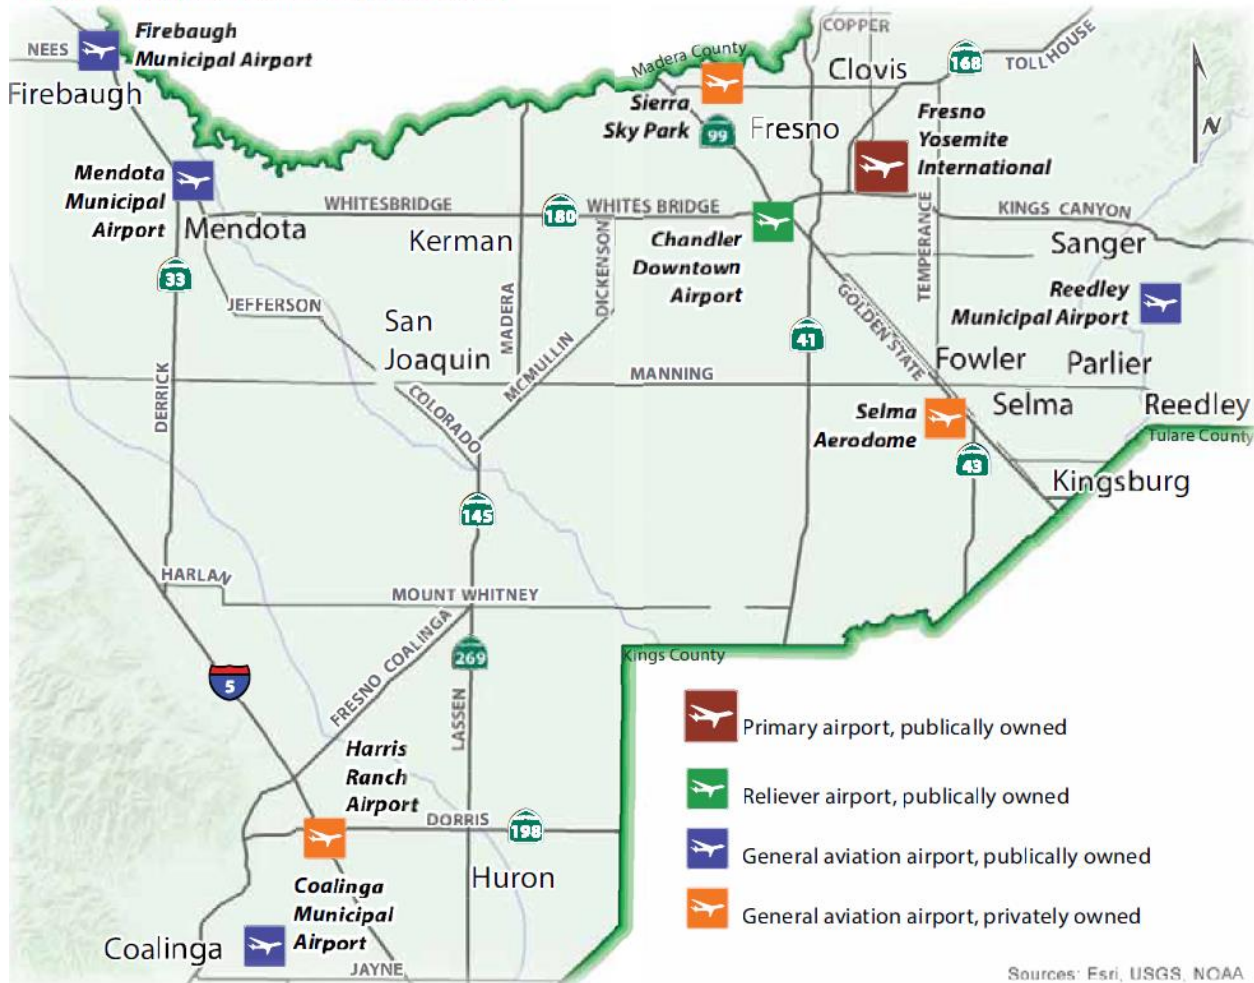 Firebaugh
Municipal Airport
NEES
Firebaugh
Madera County
COPPER
Clovis
168
TOLLHOUSE
Sierra
Sky Park
99
Fresno
Fresno
Yosemite
International
N
Mendota
Municipal
Airport
Mendota
WHITESBRIDGE
180
WHITES BRIDGE
KINGS CANYON
Kerman
Chandler
Downtown
Airport
TEMPERANCE
Sanger
33
JEFFERSON
DICKENSON
MADERA
GOLDEN STATE
Reedley
Municipal Airport
San
Joaquin
41
MCMULLIN
Fowler
Parlier
DERRICK
MANNING
COLORADO
Selma
Aerodome
Selma
Reedley
Tulare County
43
Kingsburg
145
HARLAN
MOUNT WHITNEY
FRESNO COALINGA
269
Kings County
5
LASSEN
Harris
Ranch
Airport
DORRIS
198
Huron
Coalinga
Municipal
Airport
Coalinga
JAYNE
Primary airport, publically owned
Reliever airport, publically owned
General aviation airport, publically owned
General aviation airport, privately owned
Sources: Esri, USGS, NOAA